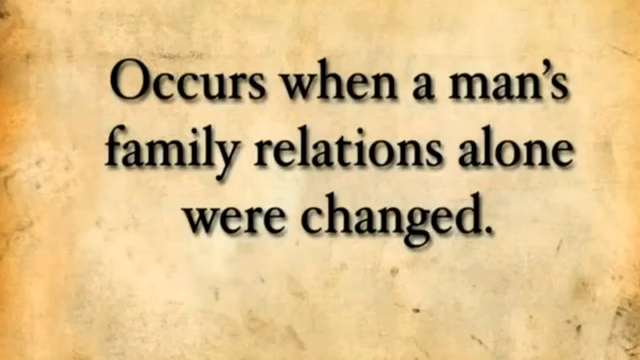 Occurs when a man’s
family relations alone
were changed.